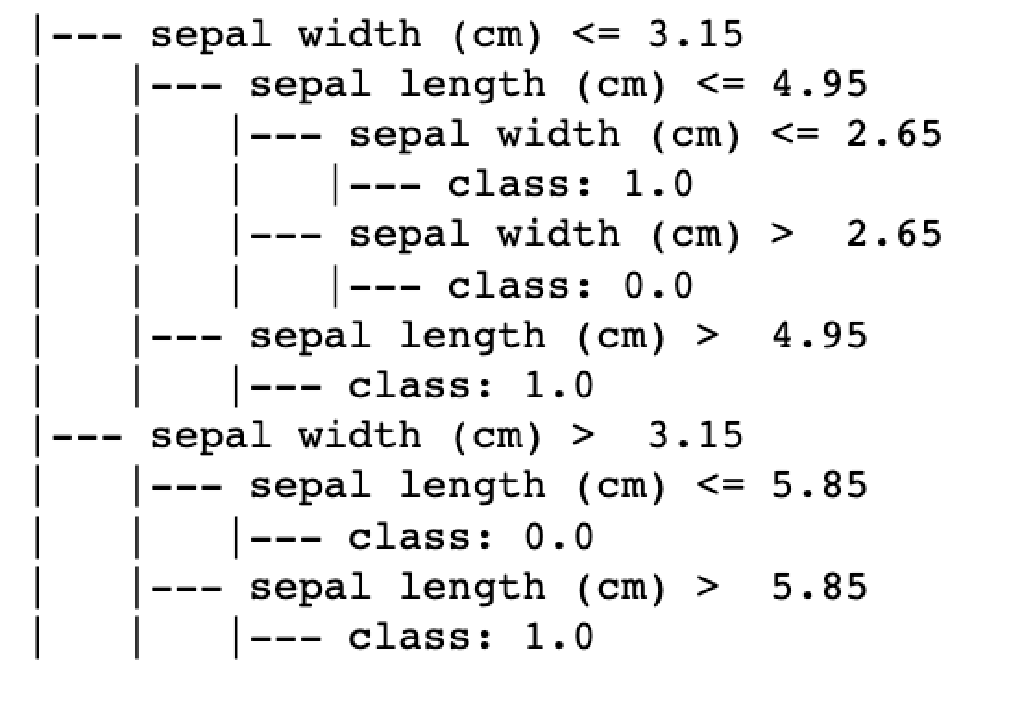 |--- sepal width (cm) <= 3.15
|   |--- sepal length (cm) <= 4.95
|   |   |--- sepal width (cm) <= 2.65
|   |   |   |--- class: 1.0
|   |   |--- sepal width (cm) >  2.65
|   |   |   |--- class: 0.0
|   |--- sepal length (cm) >  4.95
|   |   |--- class: 1.0
|--- sepal width (cm) >  3.15
|   |--- sepal length (cm) <= 5.85
|   |   |--- class: 0.0
|   |--- sepal length (cm) >  5.85
|   |   |--- class: 1.0